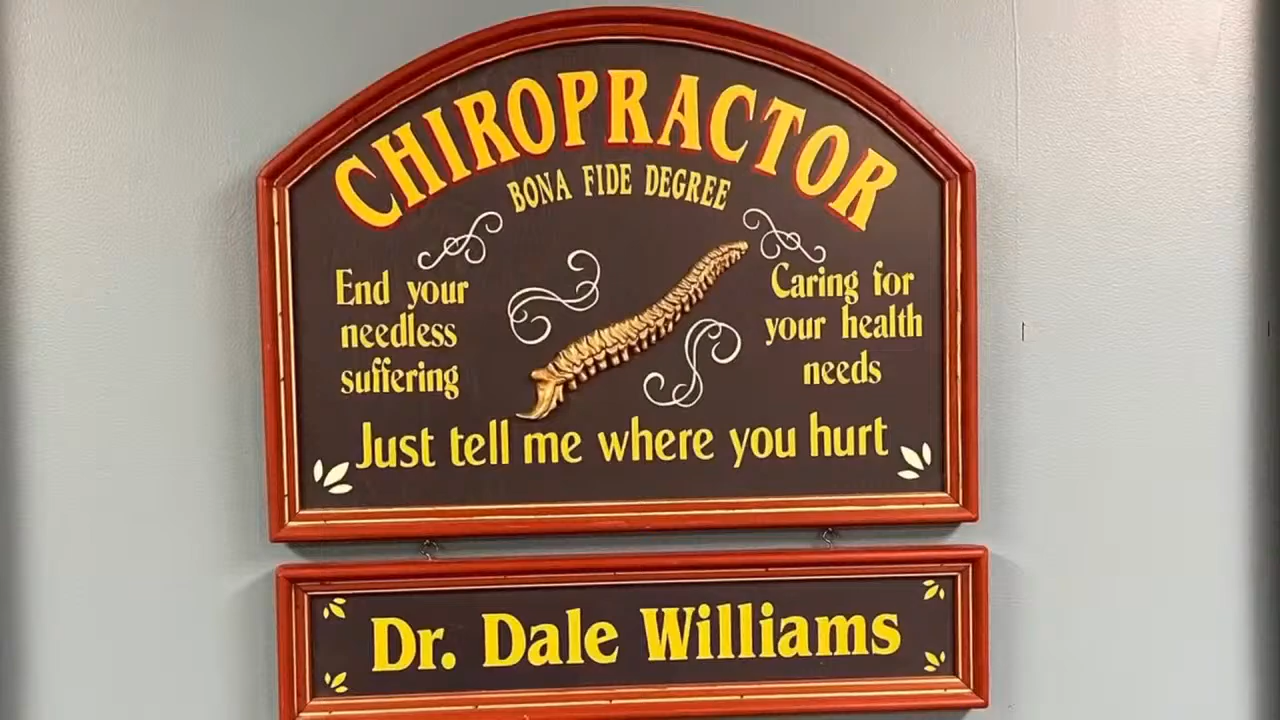 CHIROPRACTOR
BONA FIDE DEGREE
End your
needless
suffering
Caring for
your health
needs
Just tell me where you hurt
Dr. Dale Williams